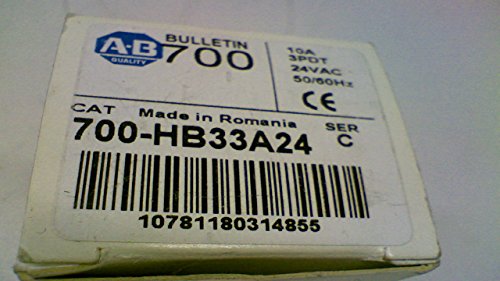 A-B
QUALITY
BULLETIN
700
10A
3PDT
24VAC
50/60Hz
CE
CAT
Made in Romania
SER
700-HB33A24
C
10781180314855